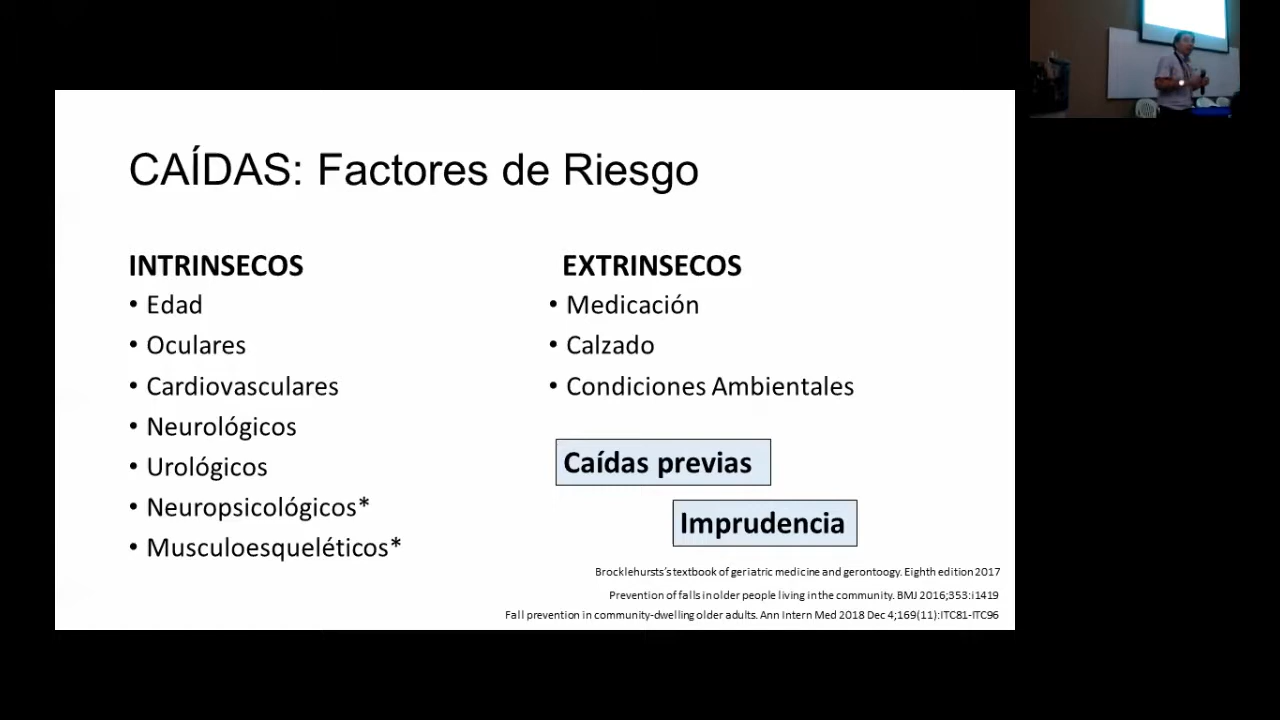 CAÍDAS: Factores de Riesgo
INTRINSECOS
• Edad
• Oculares
• Cardiovasculares
• Neurológicos
• Urológicos
• Neuropsicológicos*
• Musculoesqueléticos*
EXTRINSECOS
• Medicación
• Calzado
• Condiciones Ambientales
Caídas previas
Imprudencia
Brocklehursts's textbook of geriatric medicine and gerontoogy. Eighth edition 2017
Prevention of falls in older people living in the community. BMJ 2016;353:i1419
Fall prevention in community-dwelling older adults. Ann Intern Med 2018 Dec 4;169(11):ITC81-ITC96